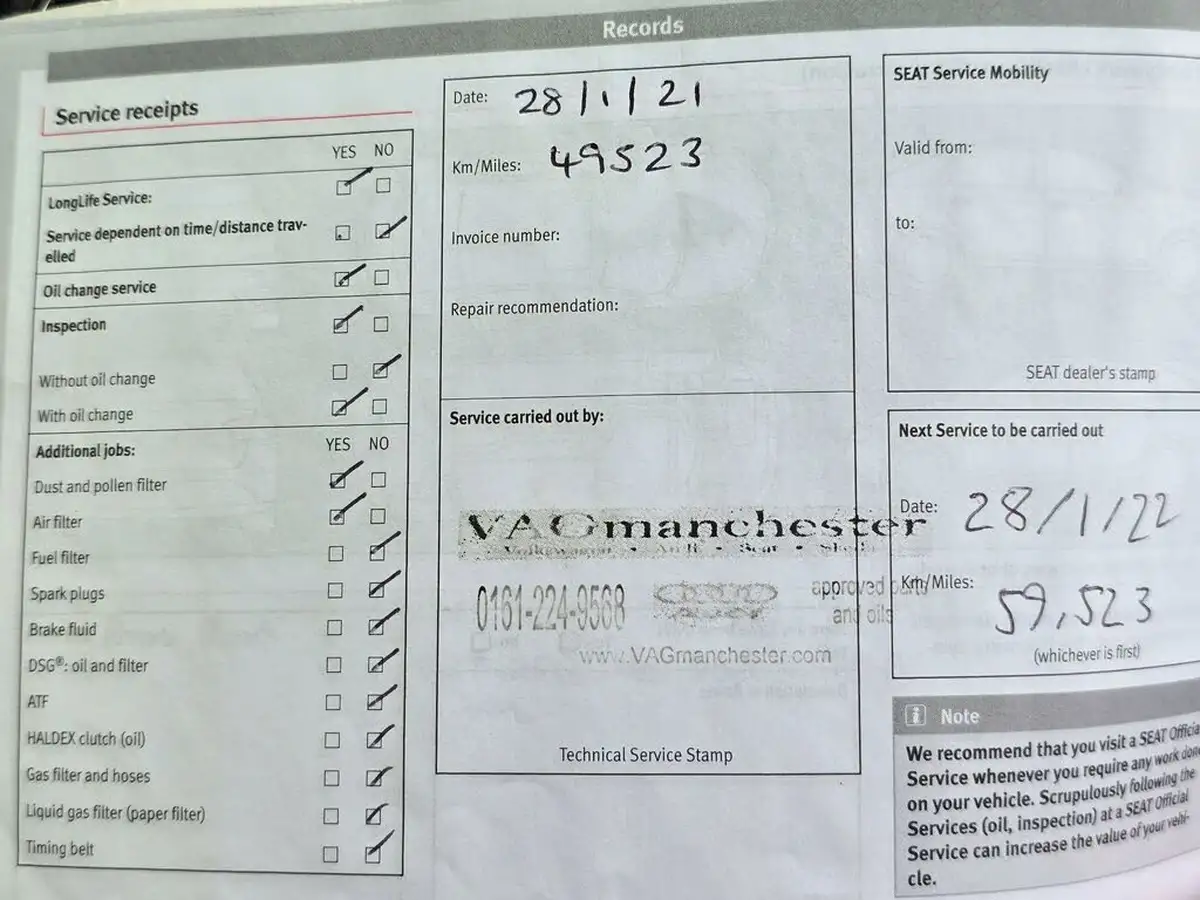 Records
Service receipts
YES NO
LongLife Service:
Service dependent on time/distance trav-
elled
Oil change service
Inspection
Without oil change
With oil change
Additional jobs: YES NO
Dust and pollen filter
Air filter
Fuel filter
Spark plugs
Brake fluid
DSG®: oil and filter
ATF
HALDEX clutch (oil)
Gas filter and hoses
Liquid gas filter (paper filter)
Timing belt
Date: 28/1/21
Km/Miles: 49523
Invoice number:
Repair recommendation:
Service carried out by:
VAGmanchester
Volkswagen • Audi • Seat • Skoda
0161-224-9568
approved parts
and oils
www.VAGmanchester.com
Technical Service Stamp
SEAT Service Mobility
Valid from:
to:
SEAT dealer's stamp
Next Service to be carried out
Date: 28/1/22
Km/Miles: 59,523
(whichever is first)
Note
We recommend that you visit a SEAT Official
Service whenever you require any work done
on your vehicle. Scrupulously following the
Services (oil, inspection) at a SEAT Official
Service can increase the value of your vehi-
cle.